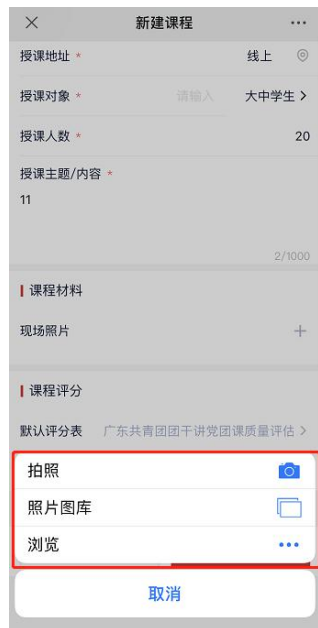 新建课程
授课地址 * 线上
授课对象 * 请输入 大中学生 >
授课人数 * 20
授课主题/内容 *
11
2/1000
课程材料
现场照片 +
课程评分
默认评分表 广东共青团团干讲党团课质量评估 >
拍照
照片图库
浏览
取消